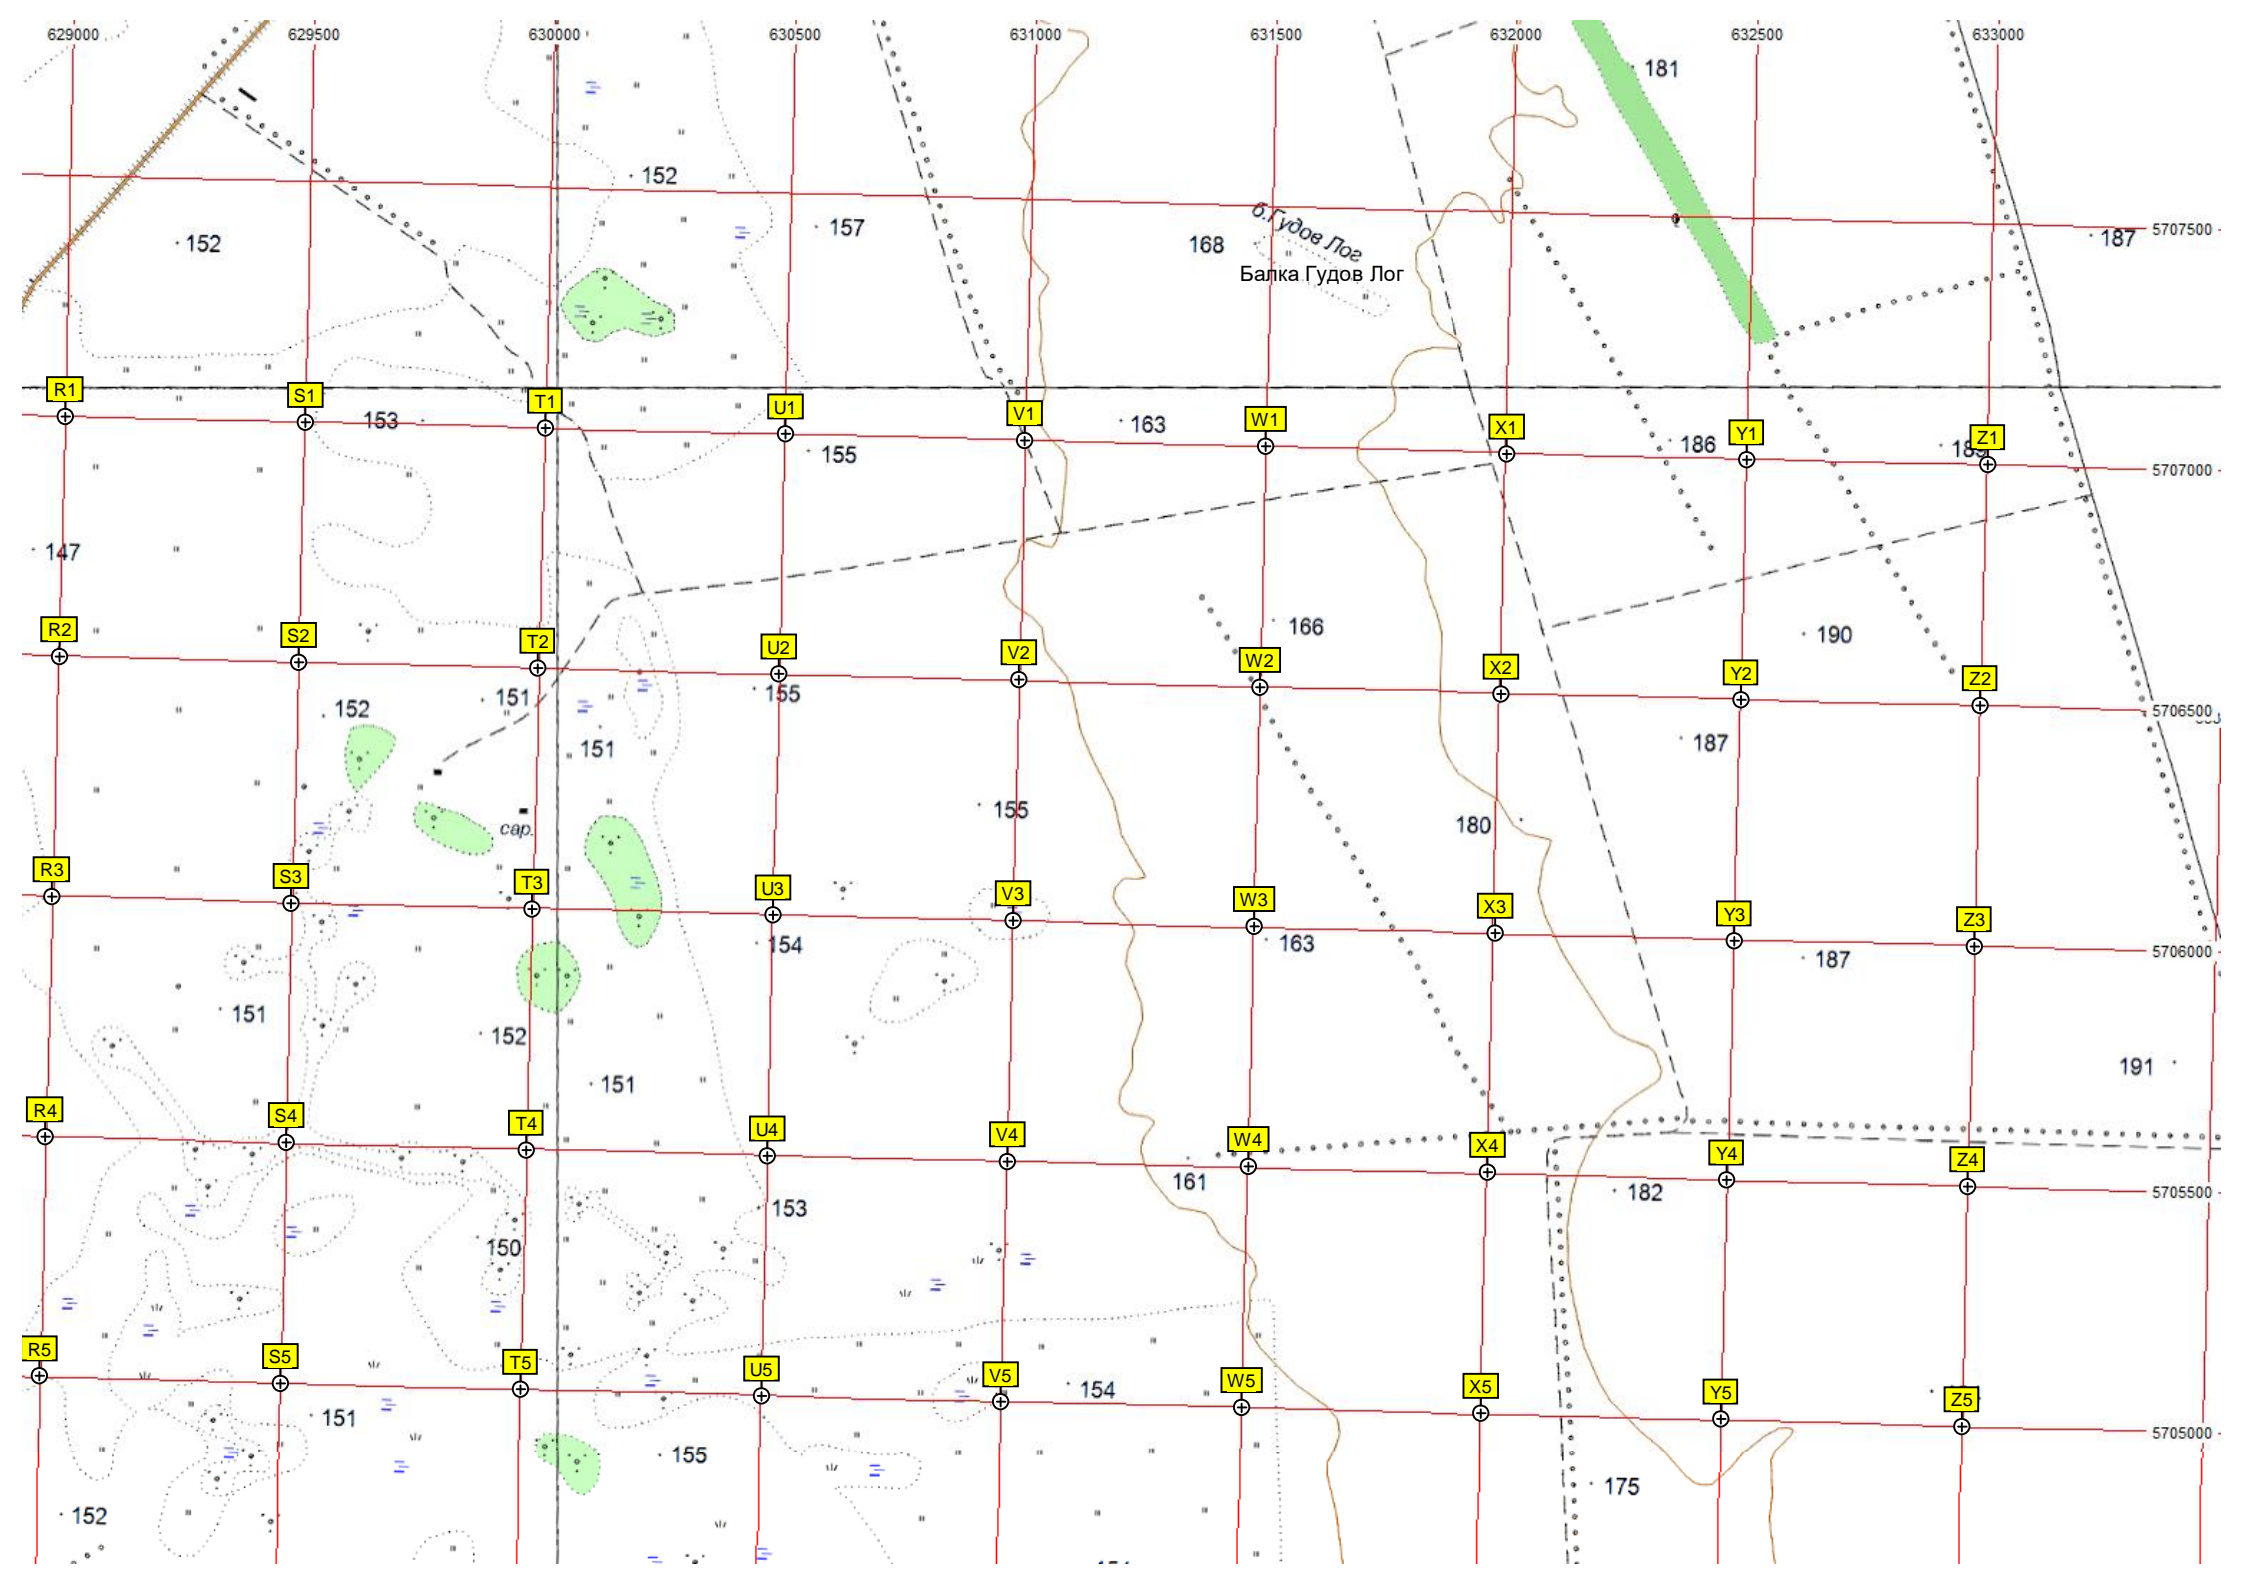 629000 629500 630000 630500 631000 631500 632000 632500 633000
181
152
152 157 168 б.Гудов Лог 187 5707500
Балка Гудов Лог
R1 S1 T1 U1 V1 W1 X1 Y1 Z1
153 155 163 186 5707000
147
166 190
R2 S2 T2 U2 V2 W2 X2 Y2 Z2
152 151 155 5706500
151 187
155 180
сар.
R3 S3 T3 U3 V3 W3 X3 Y3 Z3
154 163 187 5706000
151 152
151 191
R4 S4 T4 U4 V4 W4 X4 Y4 Z4
161 182 5705500
153
150
R5 S5 T5 U5 V5 W5 X5 Y5 Z5
151 154 5705000
155
152 175